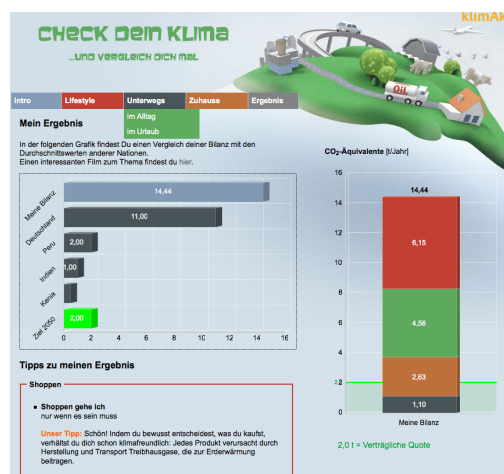 klimAk
CHECK DEIN KLIMA
...UND VERGLEICH DICH MAL
Intro
Lifestyle
Unterwegs
Zuhause
Ergebnis
im Alltag
im Urlaub
OiL
Mein Ergebnis
In der folgenden Grafik findest Du einen Vergleich deiner Bilanz mit den
Durchschnittswerten anderer Nationen.
Einen interessanten Film zum Thema findest du hier.
Meine Bilanz
14,44
Deutschland
11,00
Peru
2,00
Indien
1,00
Kenia
Ziel 2050
2,00
0 2 4 6 8 10 12 14 16
CO₂-Äquivalente [t/Jahr]
16
14,44
14
12
10
6,15
8
6
4,56
4
2,63
2
1,10
0
Meine Bilanz
2,0 t = Verträgliche Quote
Tipps zu meinen Ergebnis
Shoppen
Shoppen gehe ich
nur wenn es sein muss
Unser Tipp: Schön! Indem du bewusst entscheidest, was du kaufst,
verhältst du dich schon klimafreundlich: Jedes Produkt verursacht durch
Herstellung und Transport Treibhausgase, die zur Erderwärmung
beitragen.